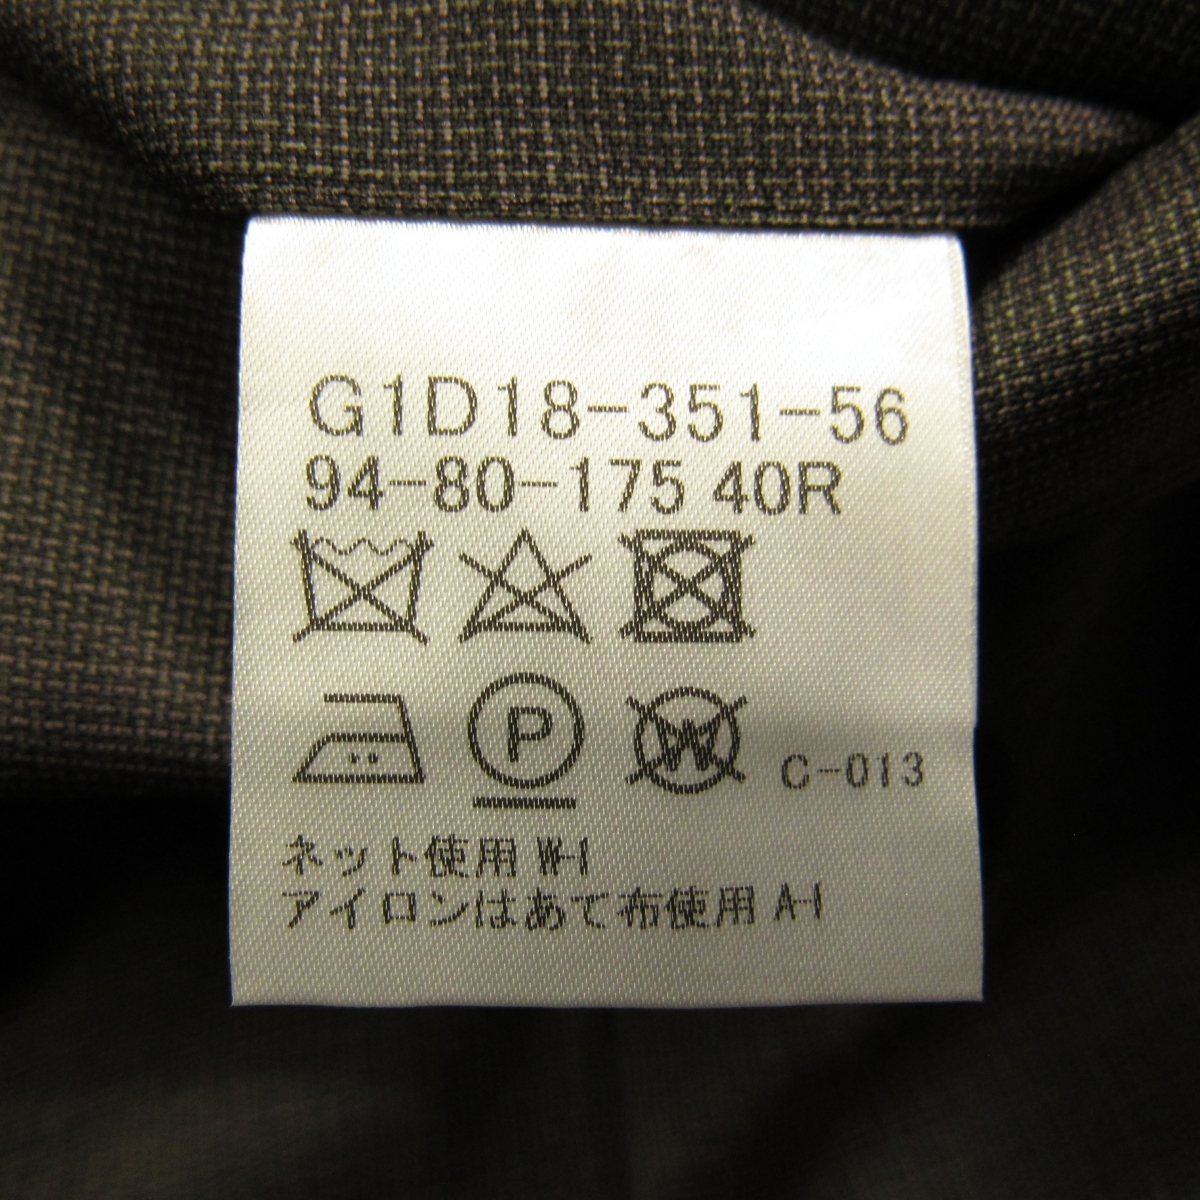 G1D18-351-56
94-80-175 40R
P W C-013
ネット使用 W-1
アイロンはあて布使用 A-1